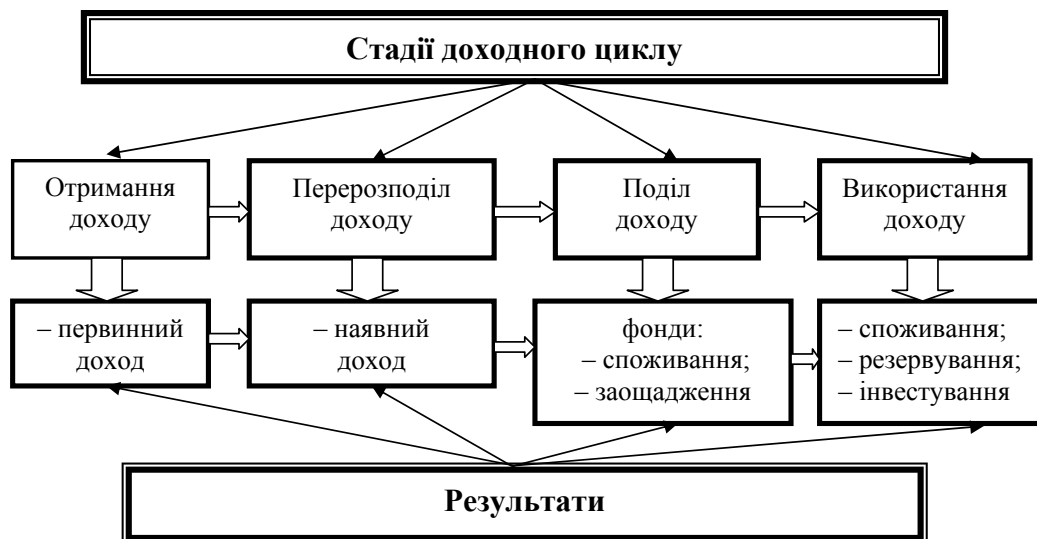 Стадії доходного циклу
Отримання
доходу
Перерозподіл
доходу
Поділ
доходу
Використання
доходу
– первинний
доход
– наявний
доход
фонди:
– споживання;
– заощадження
– споживання;
– резервування;
– інвестування
Результати